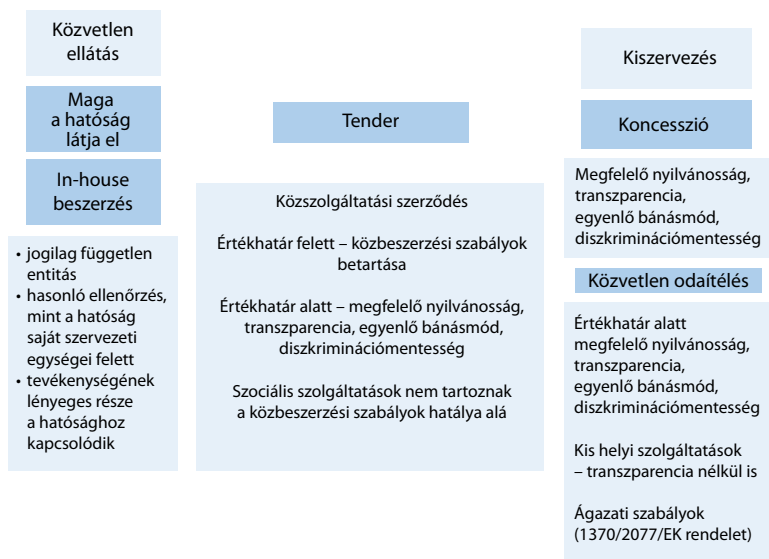 Közvetlen
ellátás
Maga
a hatóság
látja el
In-house
beszerzés
• jogilag független
entitás
• hasonló ellenőrzés,
mint a hatóság
saját szervezeti
egységei felett
• tevékenységének
lényeges része
a hatósághoz
kapcsolódik
Tender
Közszolgáltatási szerződés
Értékhatár felett – közbeszerzési szabályok
betartása
Értékhatár alatt – megfelelő nyilvánosság,
transzparencia, egyenlő bánásmód,
diszkriminációmentesség
Szociális szolgáltatások nem tartoznak
a közbeszerzési szabályok hatálya alá
Kiszervezés
Koncesszió
Megfelelő nyilvánosság,
transzparencia,
egyenlő bánásmód,
diszkriminációmentesség
Közvetlen odaítélés
Értékhatár alatt
megfelelő nyilvánosság,
transzparencia,
egyenlő bánásmód,
diszkriminációmentesség
Kis helyi szolgáltatások
– transzparencia nélkül is
Ágazati szabályok
(1370/2077/EK rendelet)